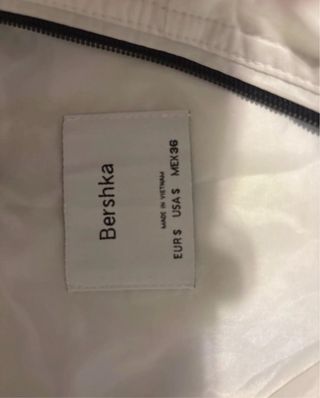 Bershka
MADE IN VIETNAM
EUR S USA S MEX 36